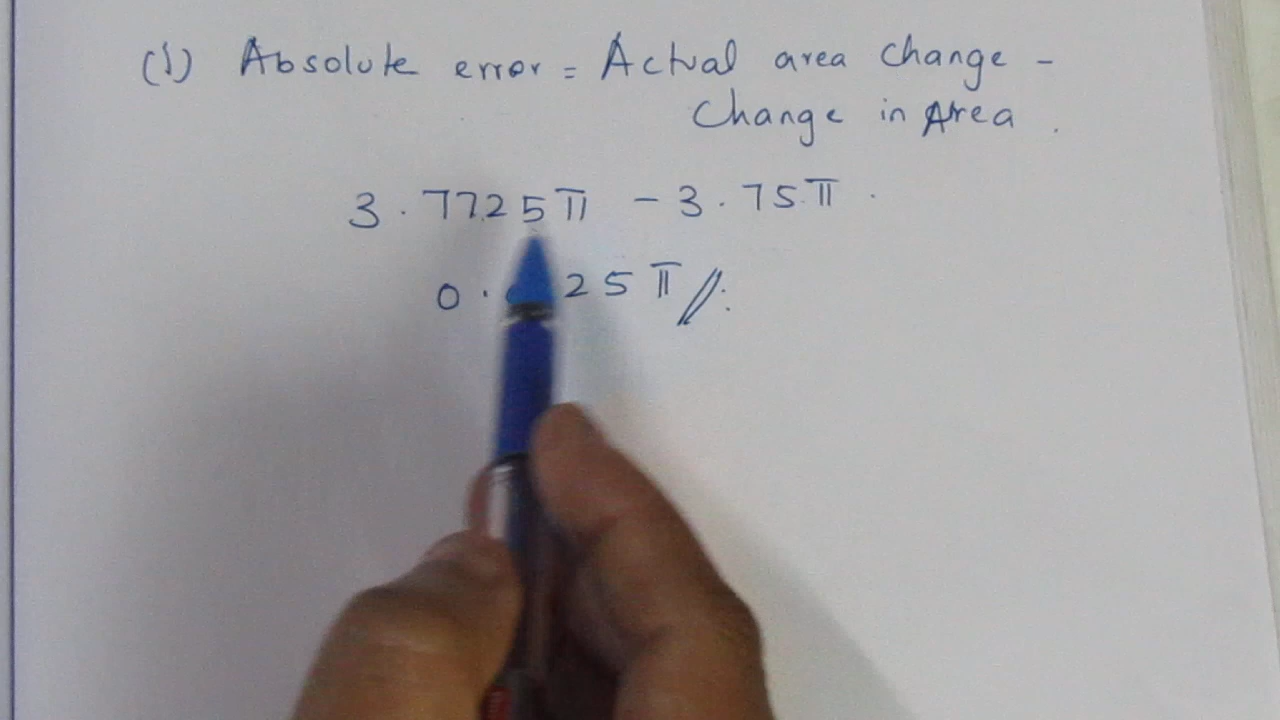 (1) Absolute error = Actual area change -
Change in Area.
3.7725π - 3.75π.
0. 25π //.